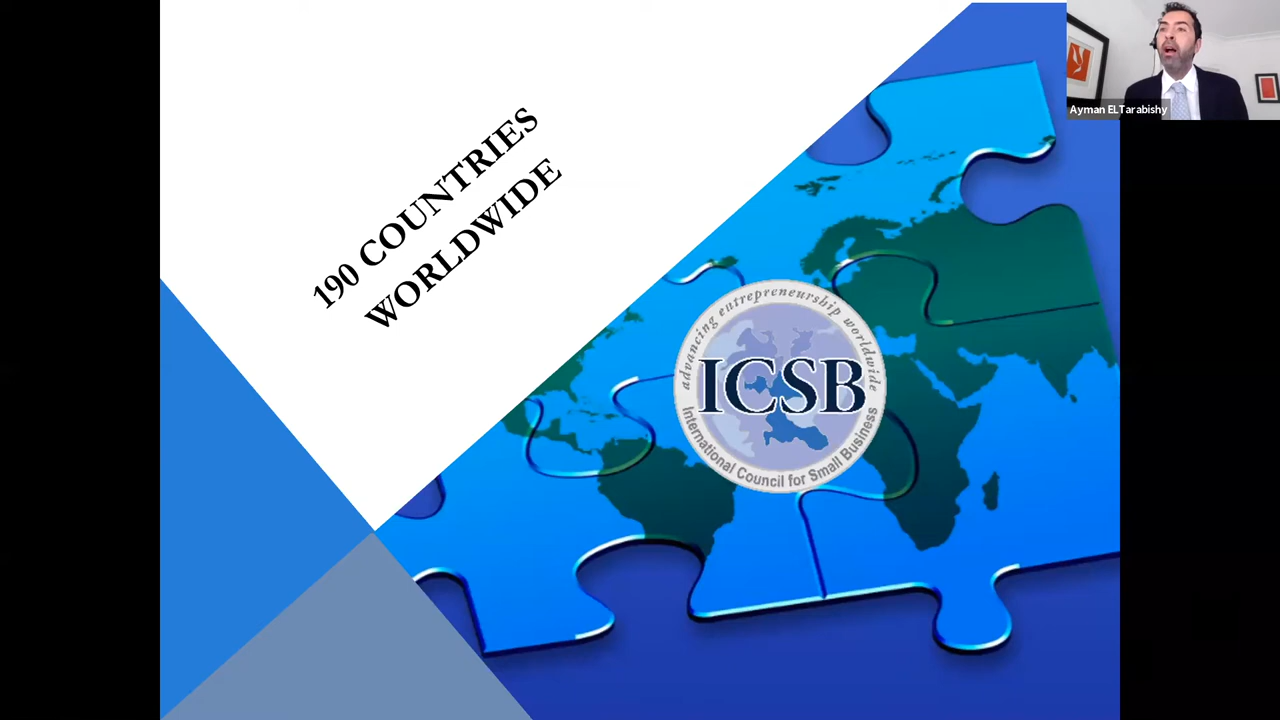 190 COUNTRIES
WORLDWIDE
advancing entrepreneurship worldwide
ICSB
International Council for Small Business
Ayman ELTarabishy